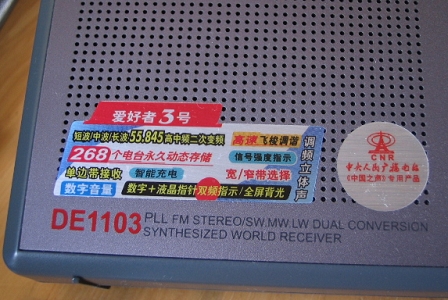 爱好者3号
短波/中波/长波55.845高中频二次变频
高速飞梭调谐
268个电台永久动态存储
信号强度指示
单边带接收
智能充电
宽/窄带选择
数字音量
数字+液晶指针双频指示/全屏背光
调频立体声
CNR
中央人民广播电台
《中国之声》专用产品
DE1103 PLL FM STEREO/SW.MW.LW DUAL CONVERSION
SYNTHESIZED WORLD RECEIVER